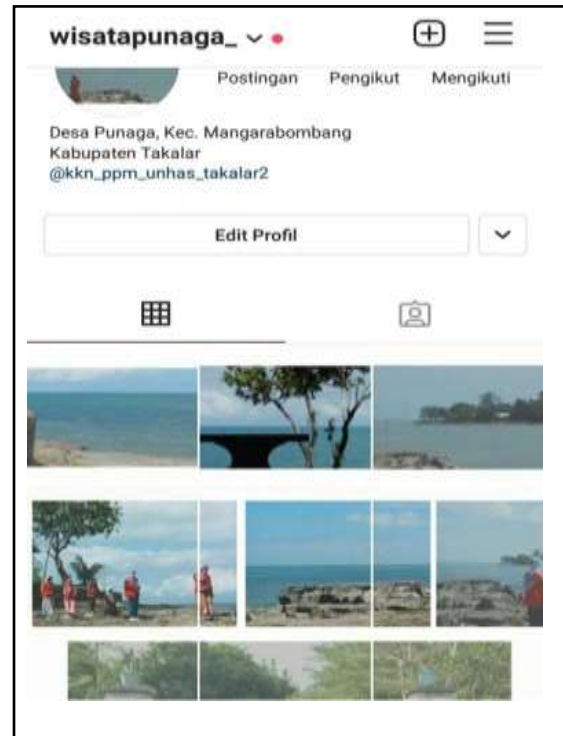 wisatapunaga_
Postingan Pengikut Mengikuti
Desa Punaga, Kec. Mangarabombang
Kabupaten Takalar
@kkn_ppm_unhas_takalar2
Edit Profil